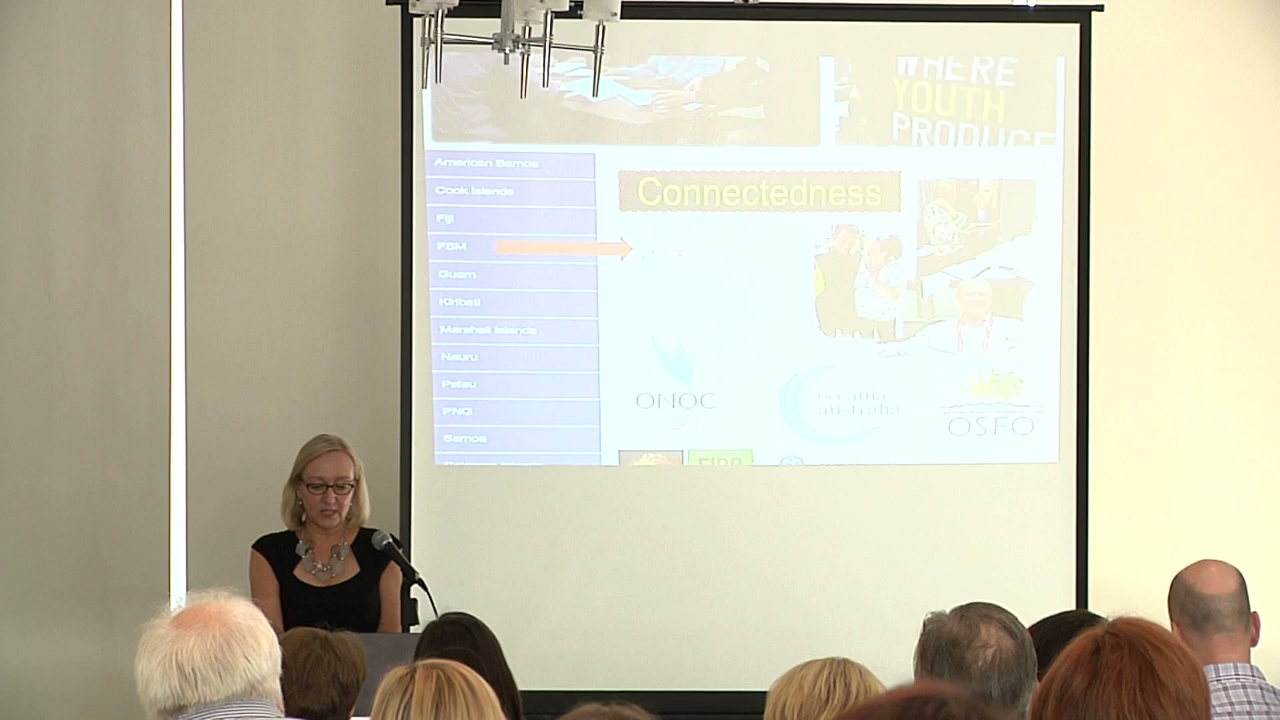 WHERE
YOUTH
PRODUCE
American Samoa
Cook Islands
Fiji
FSM
Guam
Kiribati
Marshall Islands
Nauru
Palau
PNG
Samoa
Connectedness
ONOC
oceania
australia
OSFO